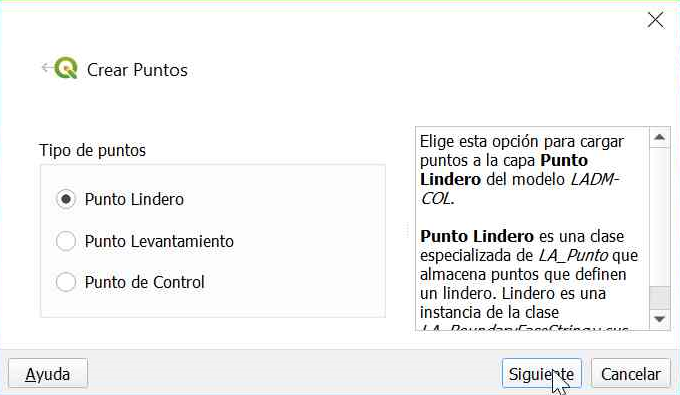 Crear Puntos
Tipo de puntos
Punto Lindero
Punto Levantamiento
Punto de Control
Elige esta opción para cargar
puntos a la capa Punto
Lindero del modelo LADM-
COL.
Punto Lindero es una clase
especializada de LA_Punto que
almacena puntos que definen
un lindero. Lindero es una
instancia de la clase
LA_BoundaryFaceString y sus
Ayuda
Siguiente
Cancelar